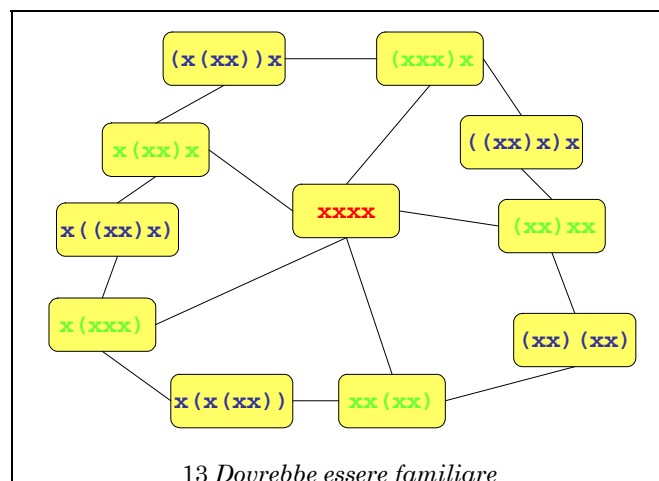 (x(xx))x
(xxx)x
((xx)x)x
x(xx)x
xxxx
(xx)xx
x((xx)x)
x(xxx)
(xx)(xx)
x(x(xx))
xx(xx)
13 Dovrebbe essere familiare